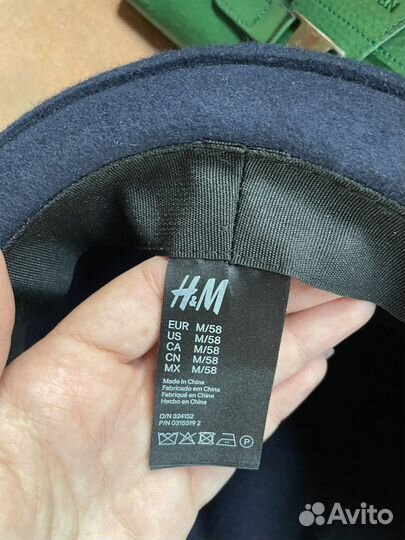 EN
H&M
EUR M/58
US M/58
CA M/58
CN M/58
MX M/58
Made in China
Fabricado em China
Fabriqué en Chine
Hecho en China
O/N 324152
P/N 0315519 2
P
Avito